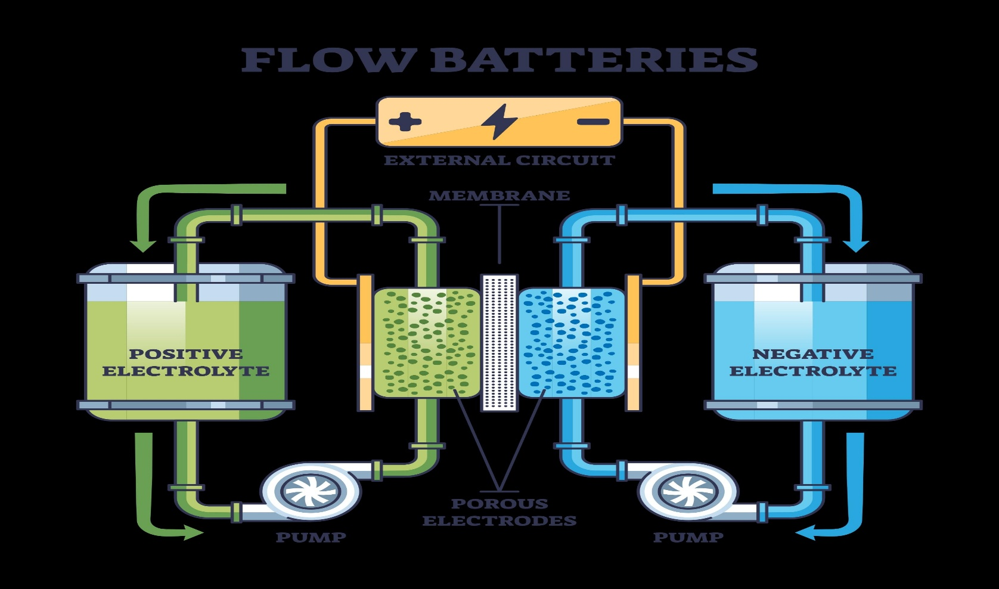 FLOW BATTERIES
EXTERNAL CIRCUIT
MEMBRANE
POSITIVE
ELECTROLYTE
NEGATIVE
ELECTROLYTE
POROUS
ELECTRODES
PUMP
PUMP